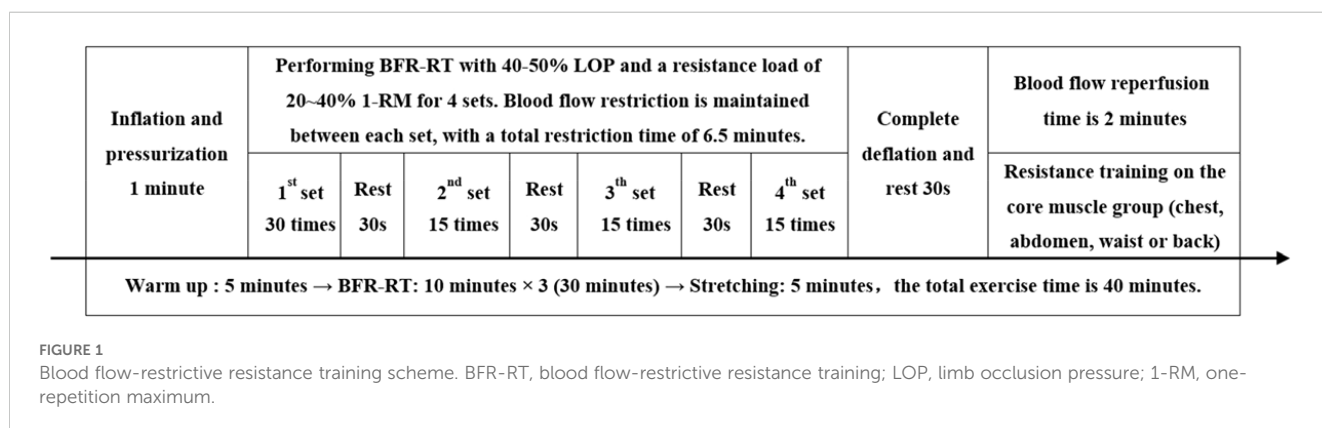 Inflation and
pressurization
1 minute
Performing BFR-RT with 40-50% LOP and a resistance load of
20~40% 1-RM for 4 sets. Blood flow restriction is maintained
between each set, with a total restriction time of 6.5 minutes.
1st set
30 times
Rest
30s
2nd set
15 times
Rest
30s
3th set
15 times
Rest
30s
4th set
15 times
Complete
deflation and
rest 30s
Blood flow reperfusion
time is 2 minutes
Resistance training on the
core muscle group (chest,
abdomen, waist or back)
Warm up : 5 minutes → BFR-RT: 10 minutes × 3 (30 minutes) → Stretching: 5 minutes，the total exercise time is 40 minutes.
FIGURE 1
Blood flow-restrictive resistance training scheme. BFR-RT, blood flow-restrictive resistance training; LOP, limb occlusion pressure; 1-RM, one-
repetition maximum.